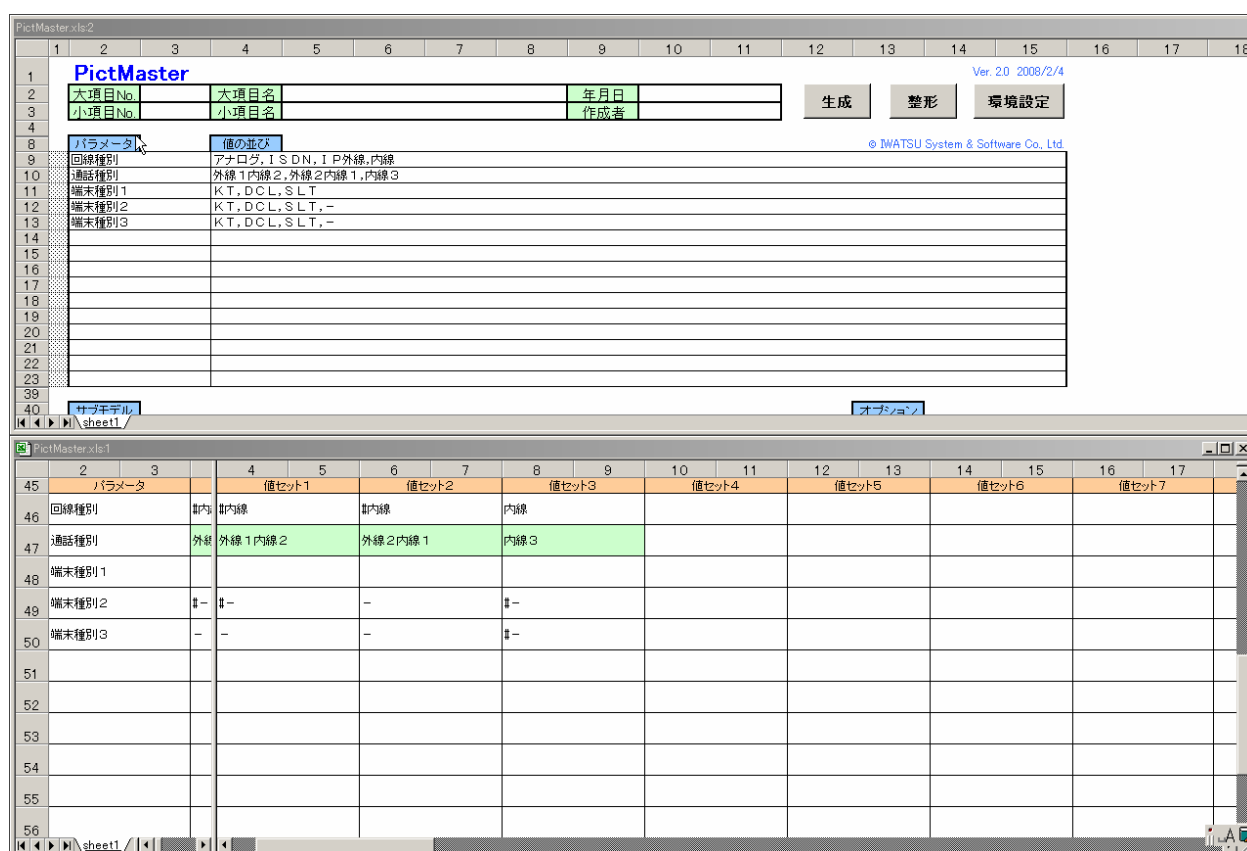 PictMaster.xls:2
1 2 3 4 5 6 7 8 9 10 11 12 13 14 15 16 17 18
1 PictMaster Ver. 2.0 2008/2/4
2 大項目No. 大項目名 年月日 生成 整形 環境設定
3 小項目No. 小項目名 作成者
4
8 パラメータ 値の並び © IWATSU System & Software Co., Ltd.
9 回線種別 アナログ,ISDN,IP外線,内線
10 通話種別 外線1内線2,外線2内線1,内線3
11 端末種別1 KT,DCL,SLT
12 端末種別2 KT,DCL,SLT,-
13 端末種別3 KT,DCL,SLT,-
14
15
16
17
18
19
20
21
22
23
39
40 サブモデル オプション
sheet1
PictMaster.xls:1
2 3 4 5 6 7 8 9 10 11 12 13 14 15 16 17
45 パラメータ 値セット1 値セット2 値セット3 値セット4 値セット5 値セット6 値セット7
46 回線種別 #内 #内線 #内線 内線
47 通話種別 外 外線1内線2 外線2内線1 内線3
48 端末種別1
49 端末種別2 #- #- - #-
50 端末種別3 - - - #-
51
52
53
54
55
56
sheet1
A